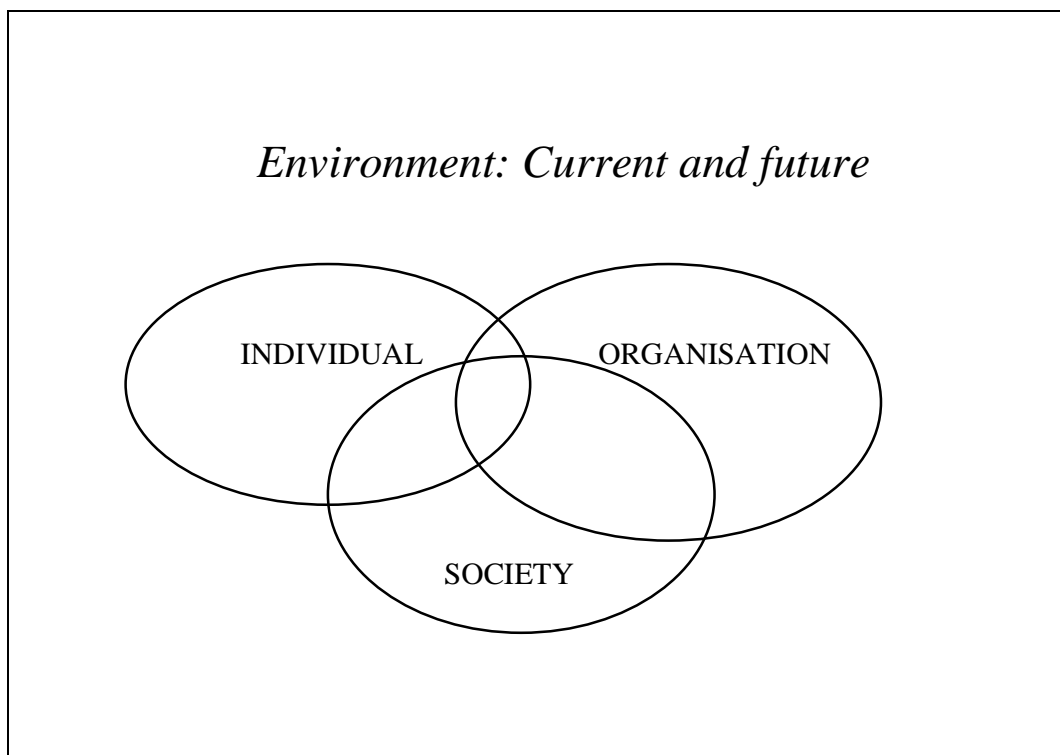 Environment: Current and future
INDIVIDUAL
ORGANISATION
SOCIETY